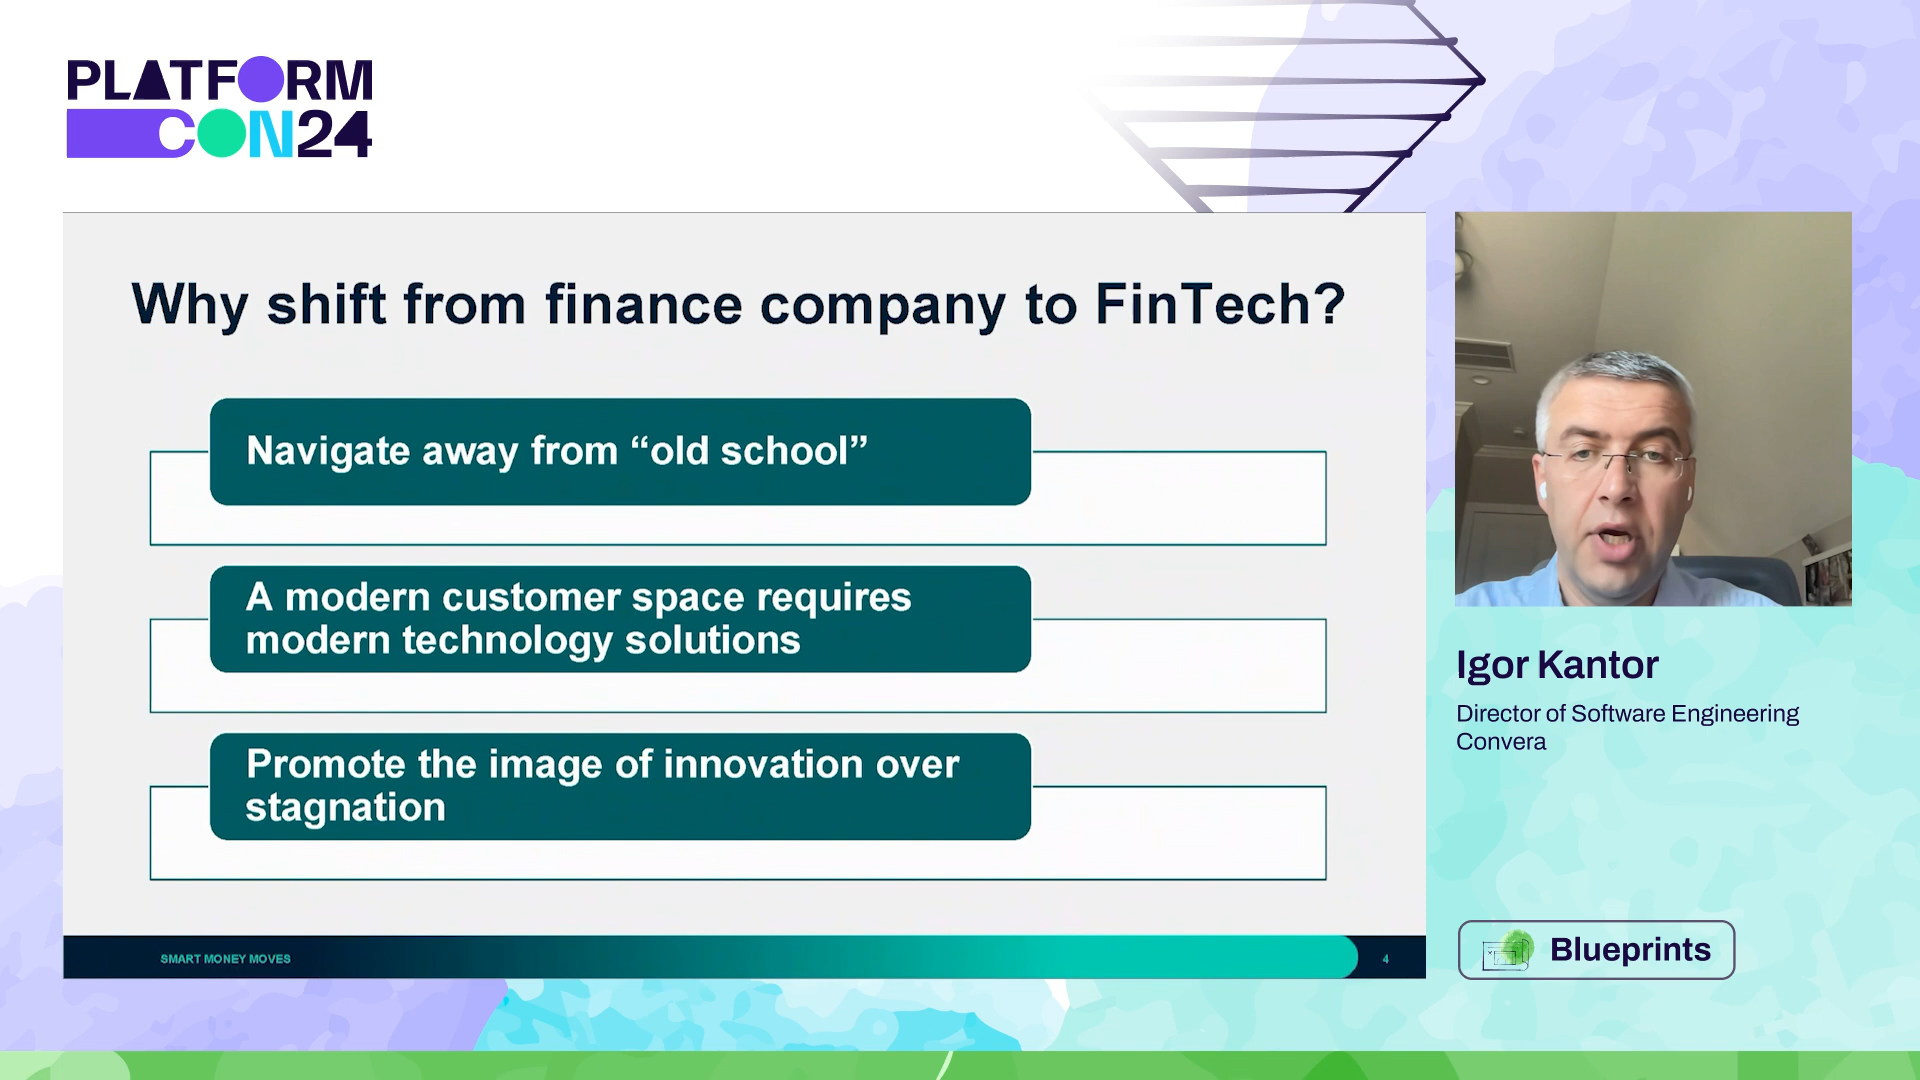 PLATFORM
CON24
Why shift from finance company to FinTech?
Navigate away from “old school”
A modern customer space requires
modern technology solutions
Promote the image of innovation over
stagnation
SMART MONEY MOVES
4
Igor Kantor
Director of Software Engineering
Convera
Blueprints